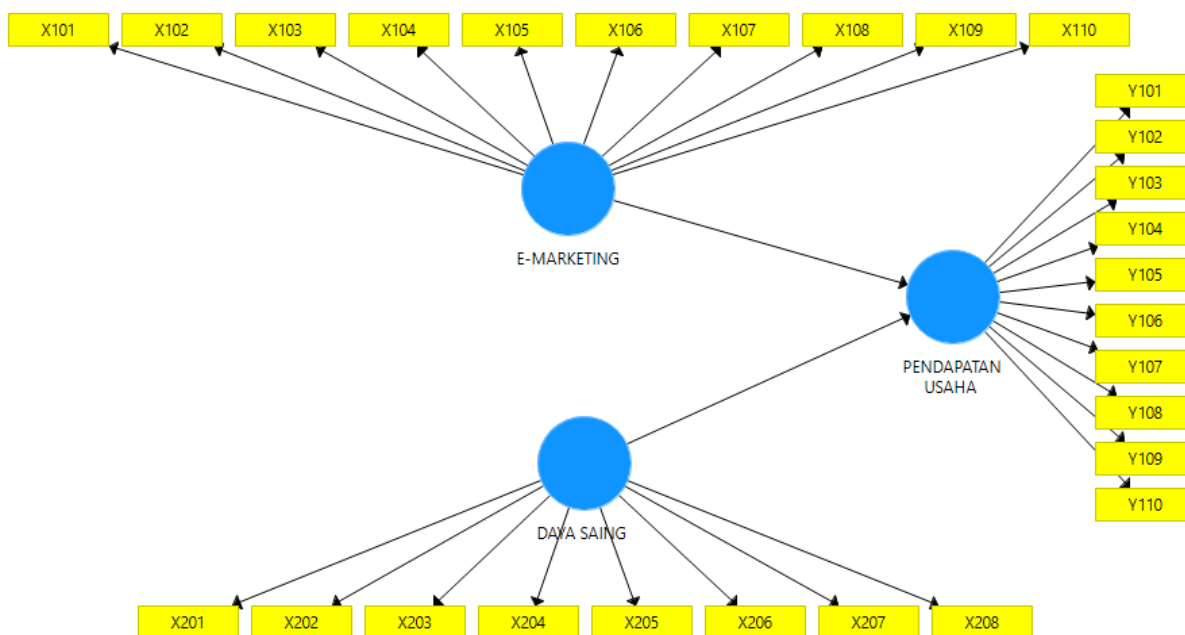 X101
X102
X103
X104
X105
X106
X107
X108
X109
X110
Y101
Y102
Y103
Y104
Y105
Y106
Y107
Y108
Y109
Y110
E-MARKETING
PENDAPATAN
USAHA
DAYA SAING
X201
X202
X203
X204
X205
X206
X207
X208